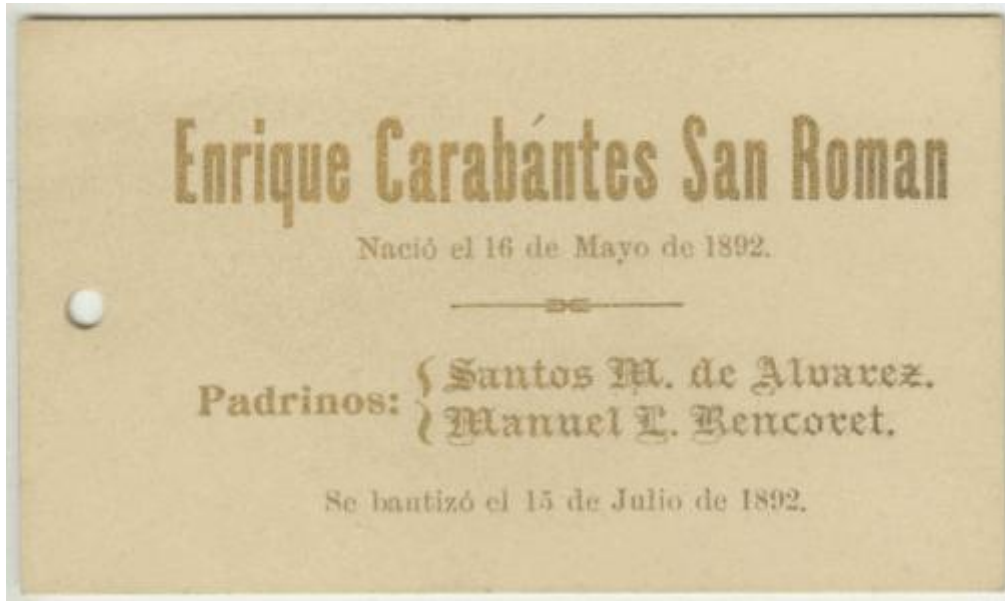 Enrique Carabántes San Roman
Nació el 16 de Mayo de 1892.
Padrinos: { Santos M. de Alvarez.
Manuel L. Rencoret.
Se bautizó el 15 de Julio de 1892.